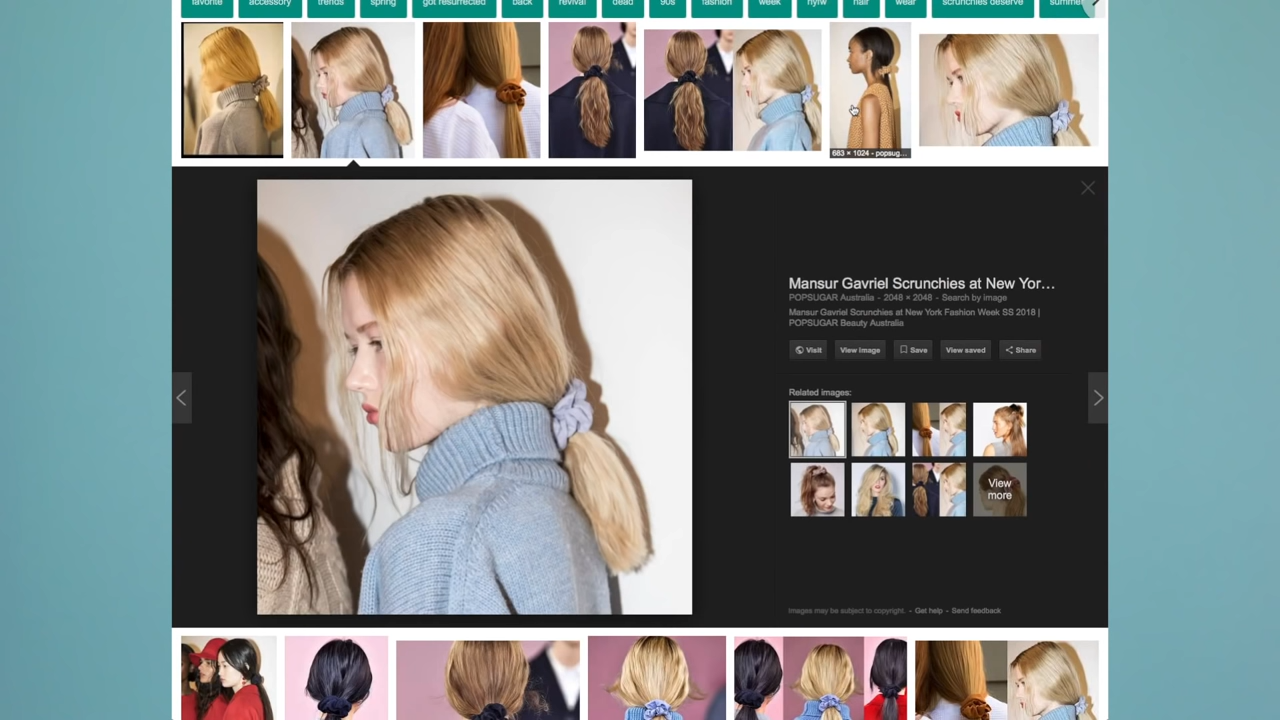 favorite accessory trends spring got resurrected back revival dead 90s fashion week nyfw hair wear scrunchies deserve summer
683 × 1024 - popsug...
Mansur Gavriel Scrunchies at New Yor...
POPSUGAR Australia - 2048 × 2048 - Search by image
Mansur Gavriel Scrunchies at New York Fashion Week SS 2018 |
POPSUGAR Beauty Australia
Visit View image Save View saved Share
Related images:
View
more
Images may be subject to copyright. - Get help - Send feedback